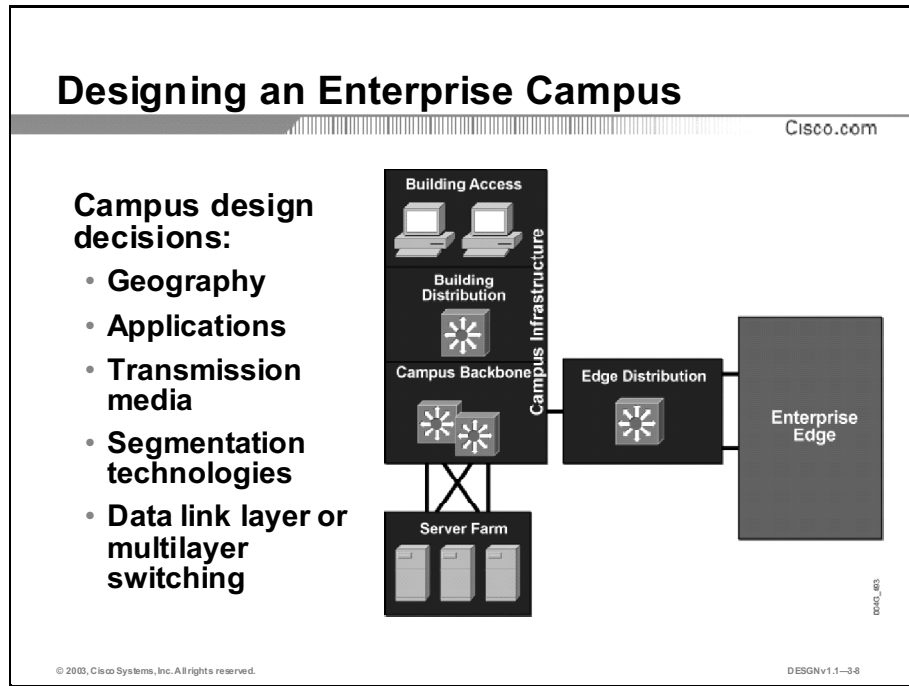 Designing an Enterprise Campus
Cisco.com
Campus design
decisions:
• Geography
• Applications
• Transmission
media
• Segmentation
technologies
• Data link layer or
multilayer
switching
Building Access
Building
Distribution
Campus Backbone
Campus Infrastructure
Edge Distribution
Enterprise
Edge
Server Farm
© 2003, Cisco Systems, Inc. All rights reserved.
DESGN v1.1—3-8